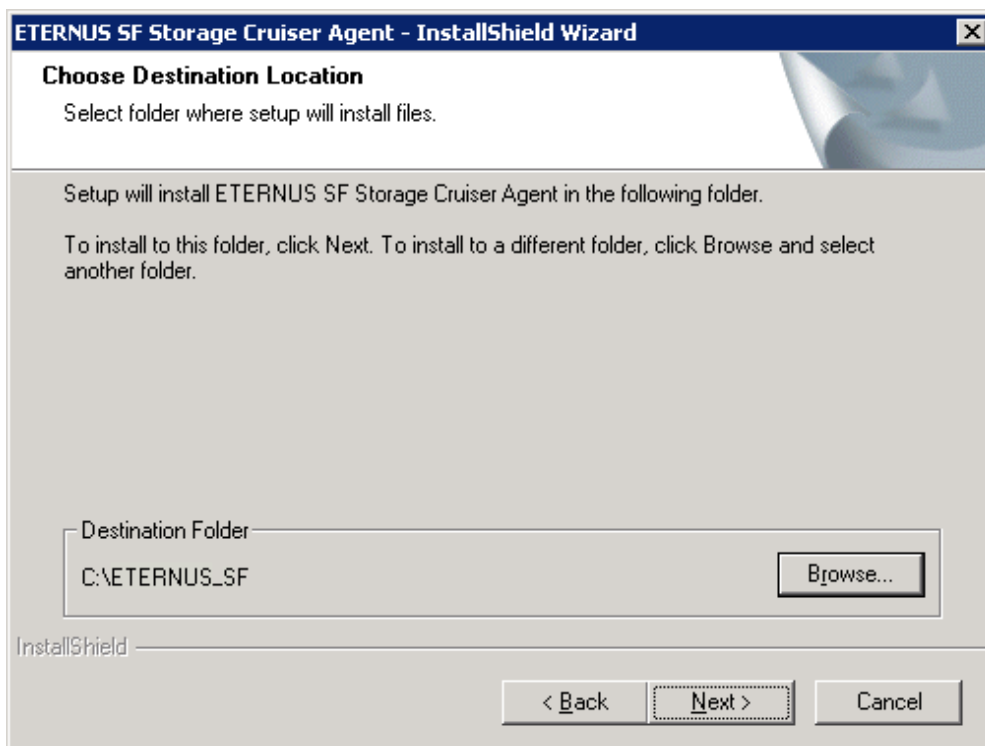 ETERNUS SF Storage Cruiser Agent - InstallShield Wizard
Choose Destination Location
Select folder where setup will install files.
Setup will install ETERNUS SF Storage Cruiser Agent in the following folder.
To install to this folder, click Next. To install to a different folder, click Browse and select
another folder.
Destination Folder
C:\ETERNUS_SF
Browse...
InstallShield
< Back
Next >
Cancel